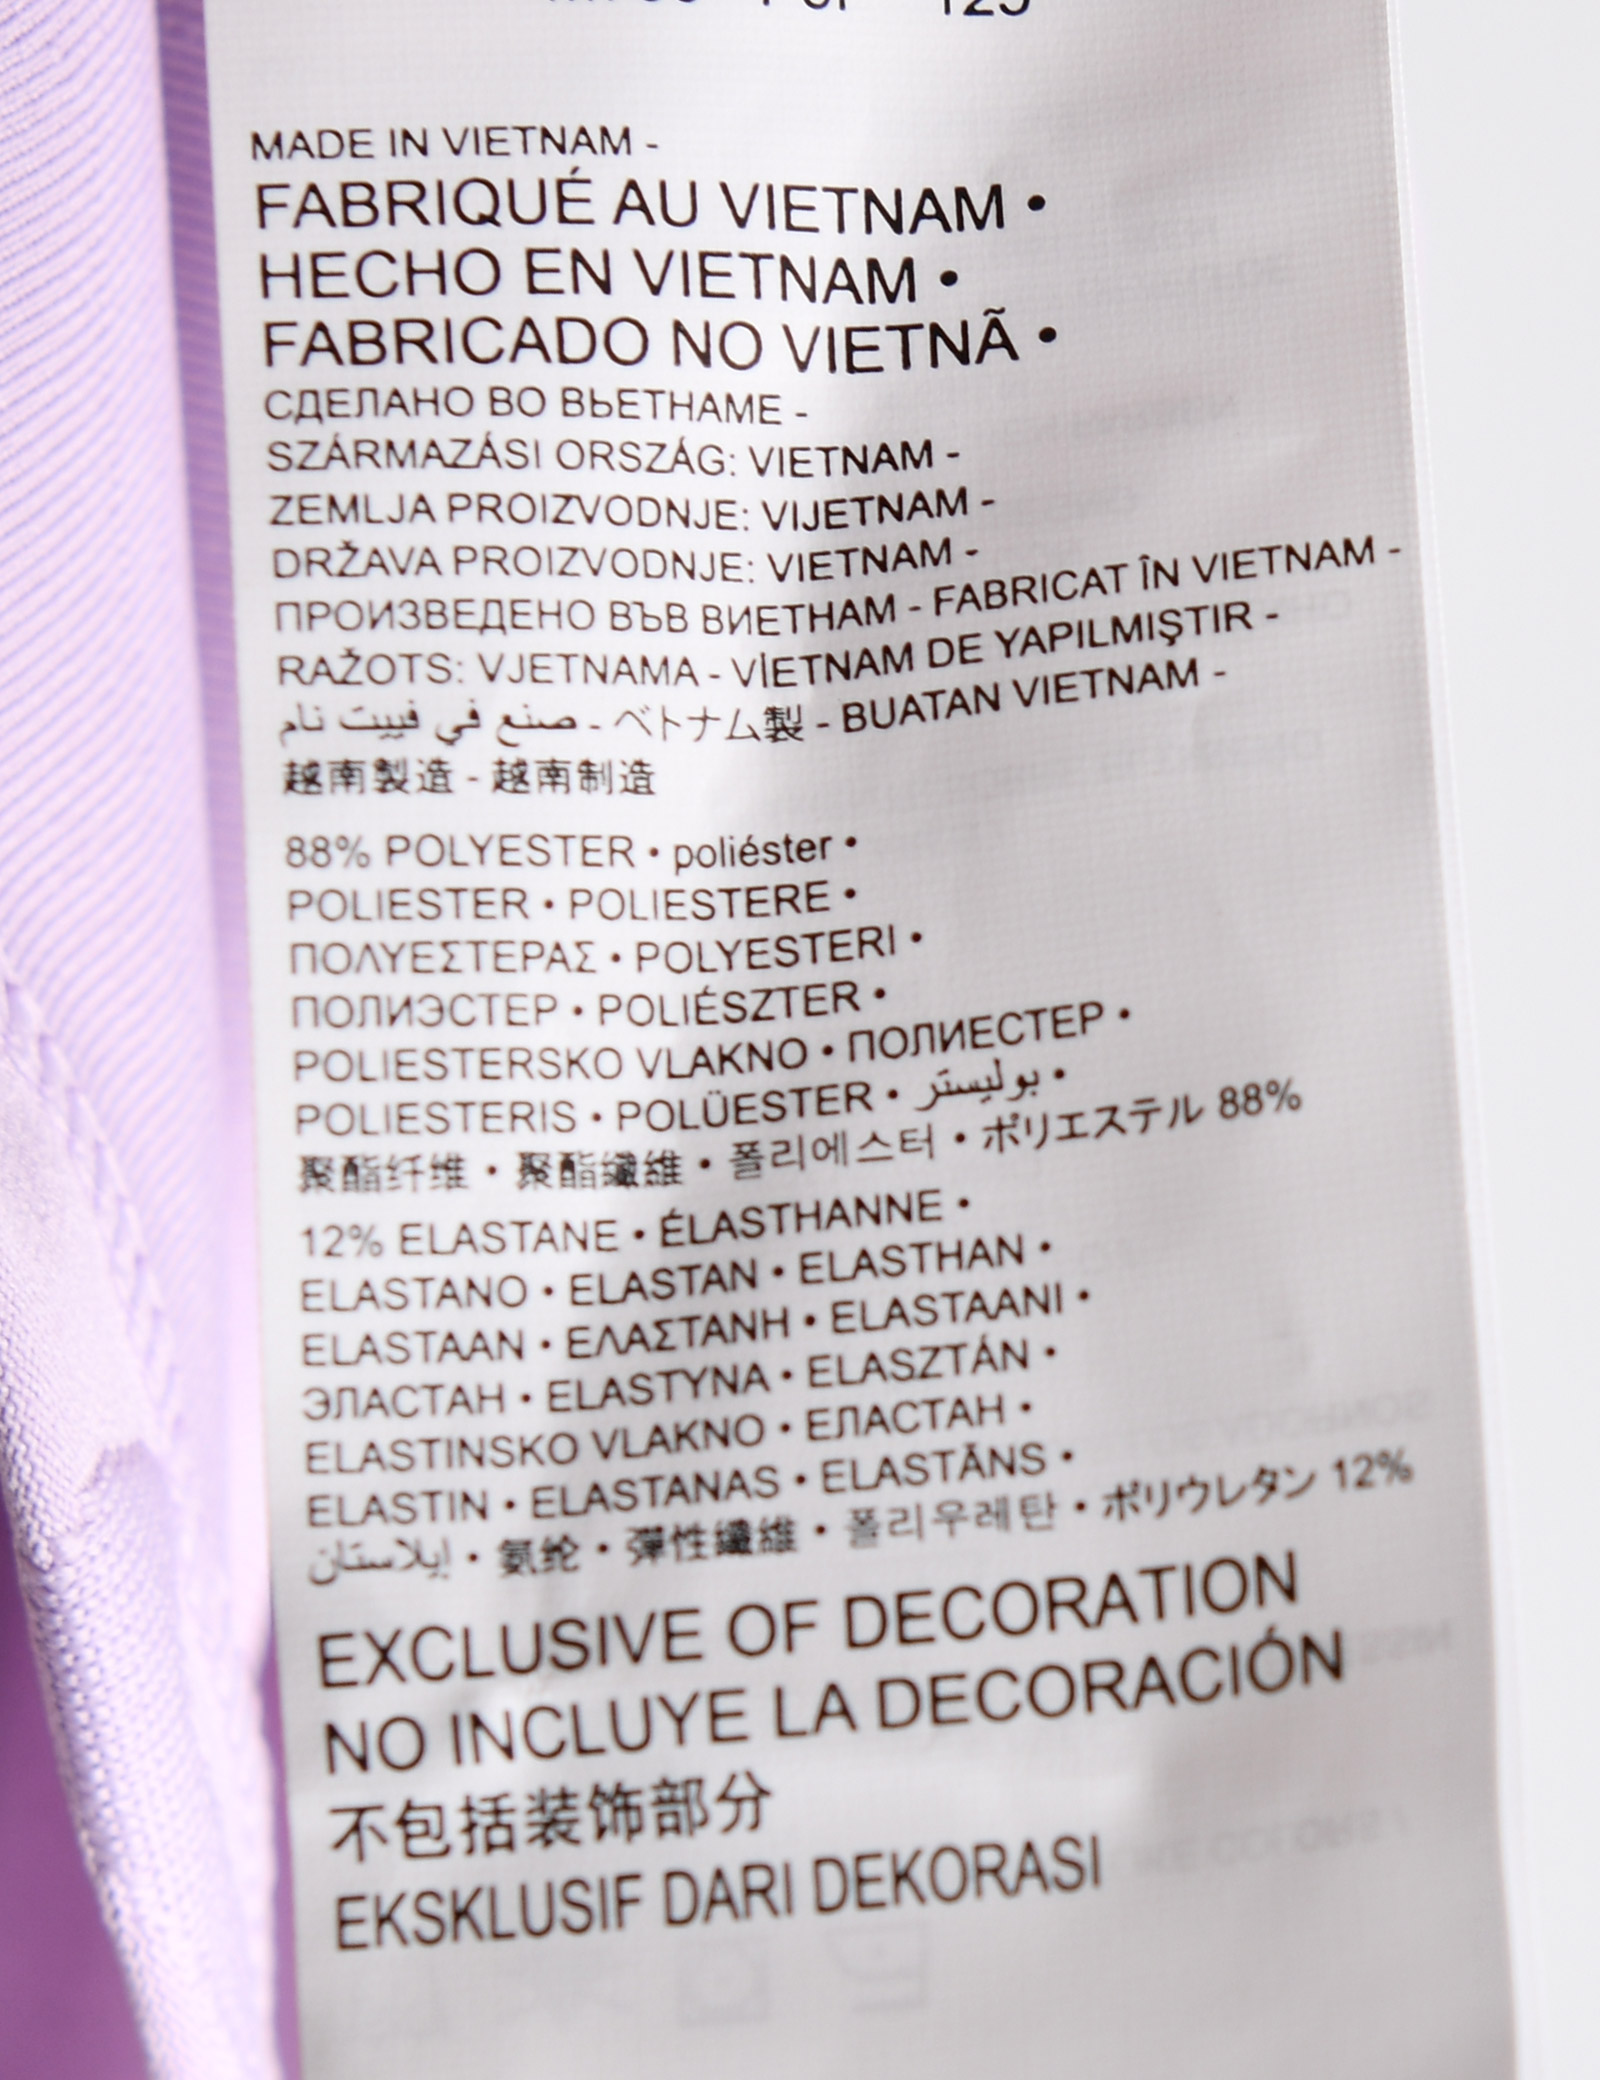 MADE IN VIETNAM -
FABRIQUÉ AU VIETNAM •
HECHO EN VIETNAM •
FABRICADO NO VIETNÃ •
СДЕЛАНО ВО ВЬЕТНАМЕ -
SZÁRMAZÁSI ORSZÁG: VIETNAM -
ZEMLJA PROIZVODNJE: VIJETNAM -
DRŽAVA PROIZVODNJE: VIETNAM -
ПРОИЗВЕДЕНО ВЪВ ВИЕТНАМ - FABRICAT ÎN VIETNAM -
RAŽOTS: VJETNAMA - VİETNAM DE YAPILMIŞTIR -
صنع في فييت نام - ベトナム製 - BUATAN VIETNAM -
越南製造 - 越南制造
88% POLYESTER • poliéster •
POLIESTER • POLIESTERE •
ΠΟΛΥΕΣΤΕΡΑΣ • POLYESTERI •
ПОЛИЭСТЕР • POLIÉSZTER •
POLIESTERSKO VLAKNO • ПОЛИЕСТЕР •
POLIESTERIS • POLÜESTER • بوليستر •
聚酯纤维 • 聚酯纖維 • 폴리에스터 • ポリエステル 88%
12% ELASTANE • ÉLASTHANNE •
ELASTANO • ELASTAN • ELASTHAN •
ELASTAAN • ΕΛΑΣΤΑΝΗ • ELASTAANI •
ЭЛАСТАН • ELASTYNA • ELASZTÁN •
ELASTINSKO VLAKNO • ЕЛАСТАН •
ELASTIN • ELASTANAS • ELASTĀNS •
إيلاستان • 氨纶 • 彈性纖維 • 폴리우레탄 • ポリウレタン 12%
EXCLUSIVE OF DECORATION
NO INCLUYE LA DECORACIÓN
不包括装饰部分
EKSKLUSIF DARI DEKORASI